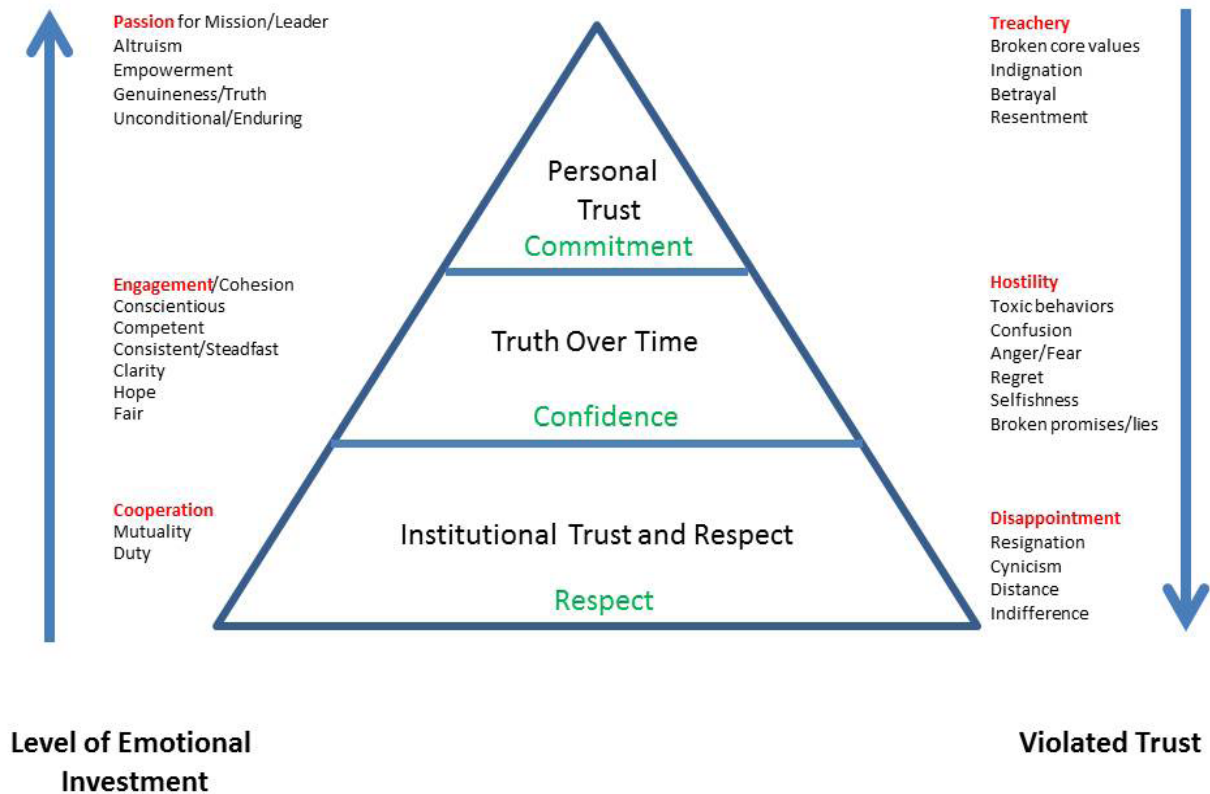 Passion for Mission/Leader
Altruism
Empowerment
Genuineness/Truth
Unconditional/Enduring
Treachery
Broken core values
Indignation
Betrayal
Resentment
Personal
Trust
Commitment
Engagement/Cohesion
Conscientious
Competent
Consistent/Steadfast
Clarity
Hope
Fair
Truth Over Time
Confidence
Hostility
Toxic behaviors
Confusion
Anger/Fear
Regret
Selfishness
Broken promises/lies
Cooperation
Mutuality
Duty
Institutional Trust and Respect
Respect
Disappointment
Resignation
Cynicism
Distance
Indifference
Level of Emotional
Investment
Violated Trust